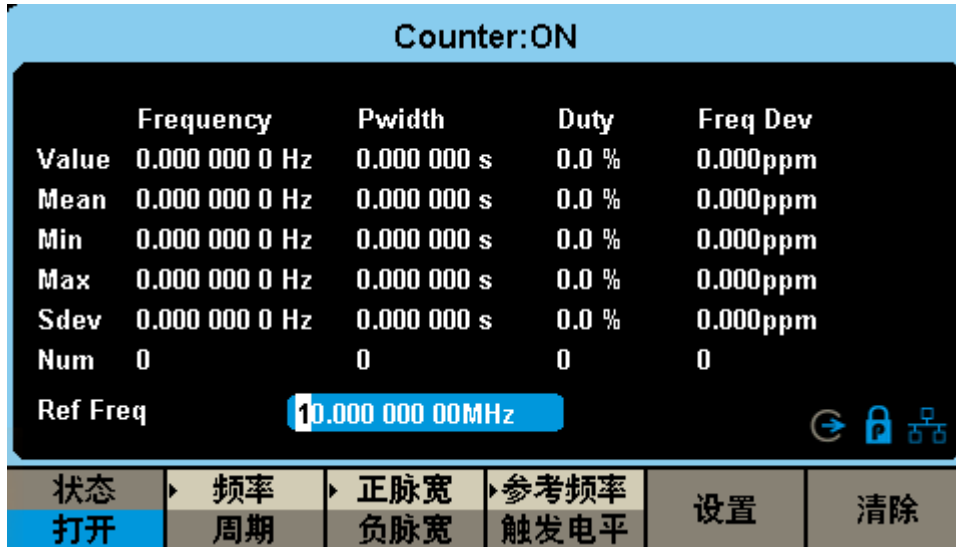 Counter:ON
Frequency Pwidth Duty Freq Dev
Value 0.000 000 0 Hz 0.000 000 s 0.0 % 0.000ppm
Mean 0.000 000 0 Hz 0.000 000 s 0.0 % 0.000ppm
Min 0.000 000 0 Hz 0.000 000 s 0.0 % 0.000ppm
Max 0.000 000 0 Hz 0.000 000 s 0.0 % 0.000ppm
Sdev 0.000 000 0 Hz 0.000 000 s 0.0 % 0.000ppm
Num 0 0 0 0
Ref Freq 10.000 000 00MHz
P
状态 频率 正脉宽 参考频率 设置 清除
打开 周期 负脉宽 触发电平